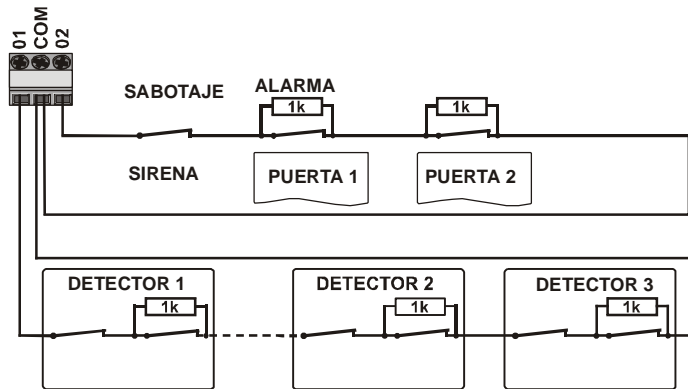 01 COM 02
SABOTAJE
ALARMA
1k
1k
SIRENA
PUERTA 1
PUERTA 2
DETECTOR 1
DETECTOR 2
DETECTOR 3
1k
1k
1k